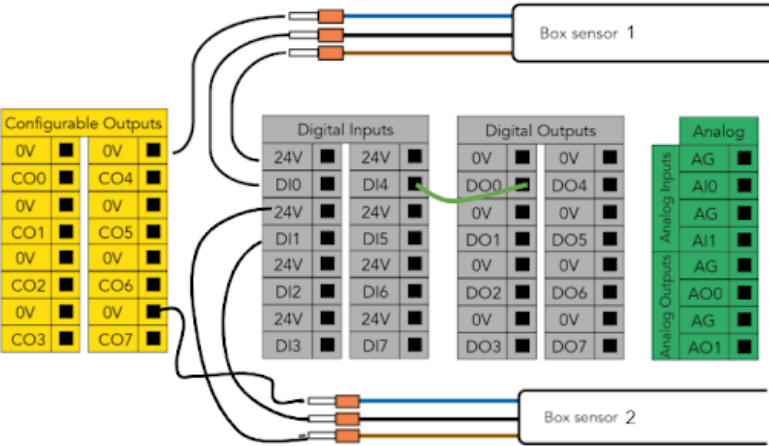 Box sensor 1
Configurable Outputs
0V 0V
CO0 CO4
0V 0V
CO1 CO5
0V 0V
CO2 CO6
0V 0V
CO3 CO7
Digital Inputs
24V 24V
DI0 DI4
24V 24V
DI1 DI5
24V 24V
DI2 DI6
24V 24V
DI3 DI7
Digital Outputs
0V 0V
DO0 DO4
0V 0V
DO1 DO5
0V 0V
DO2 DO6
0V 0V
DO3 DO7
Analog
Analog Inputs
AG
AI0
AG
AI1
Analog Outputs
AG
AO0
AG
AO1
Box sensor 2